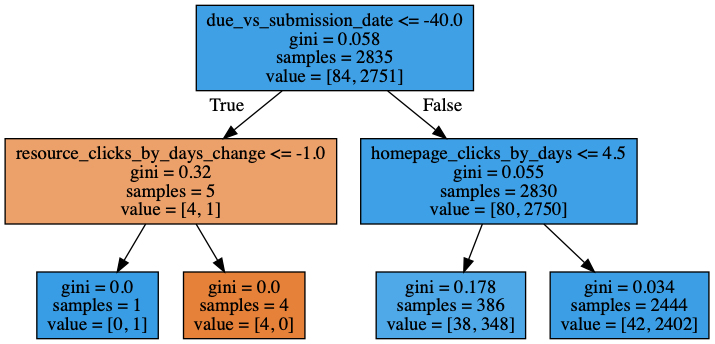 due_vs_submission_date <= -40.0
gini = 0.058
samples = 2835
value = [84, 2751]
True
False
resource_clicks_by_days_change <= -1.0
gini = 0.32
samples = 5
value = [4, 1]
homepage_clicks_by_days <= 4.5
gini = 0.055
samples = 2830
value = [80, 2750]
gini = 0.0
samples = 1
value = [0, 1]
gini = 0.0
samples = 4
value = [4, 0]
gini = 0.178
samples = 386
value = [38, 348]
gini = 0.034
samples = 2444
value = [42, 2402]